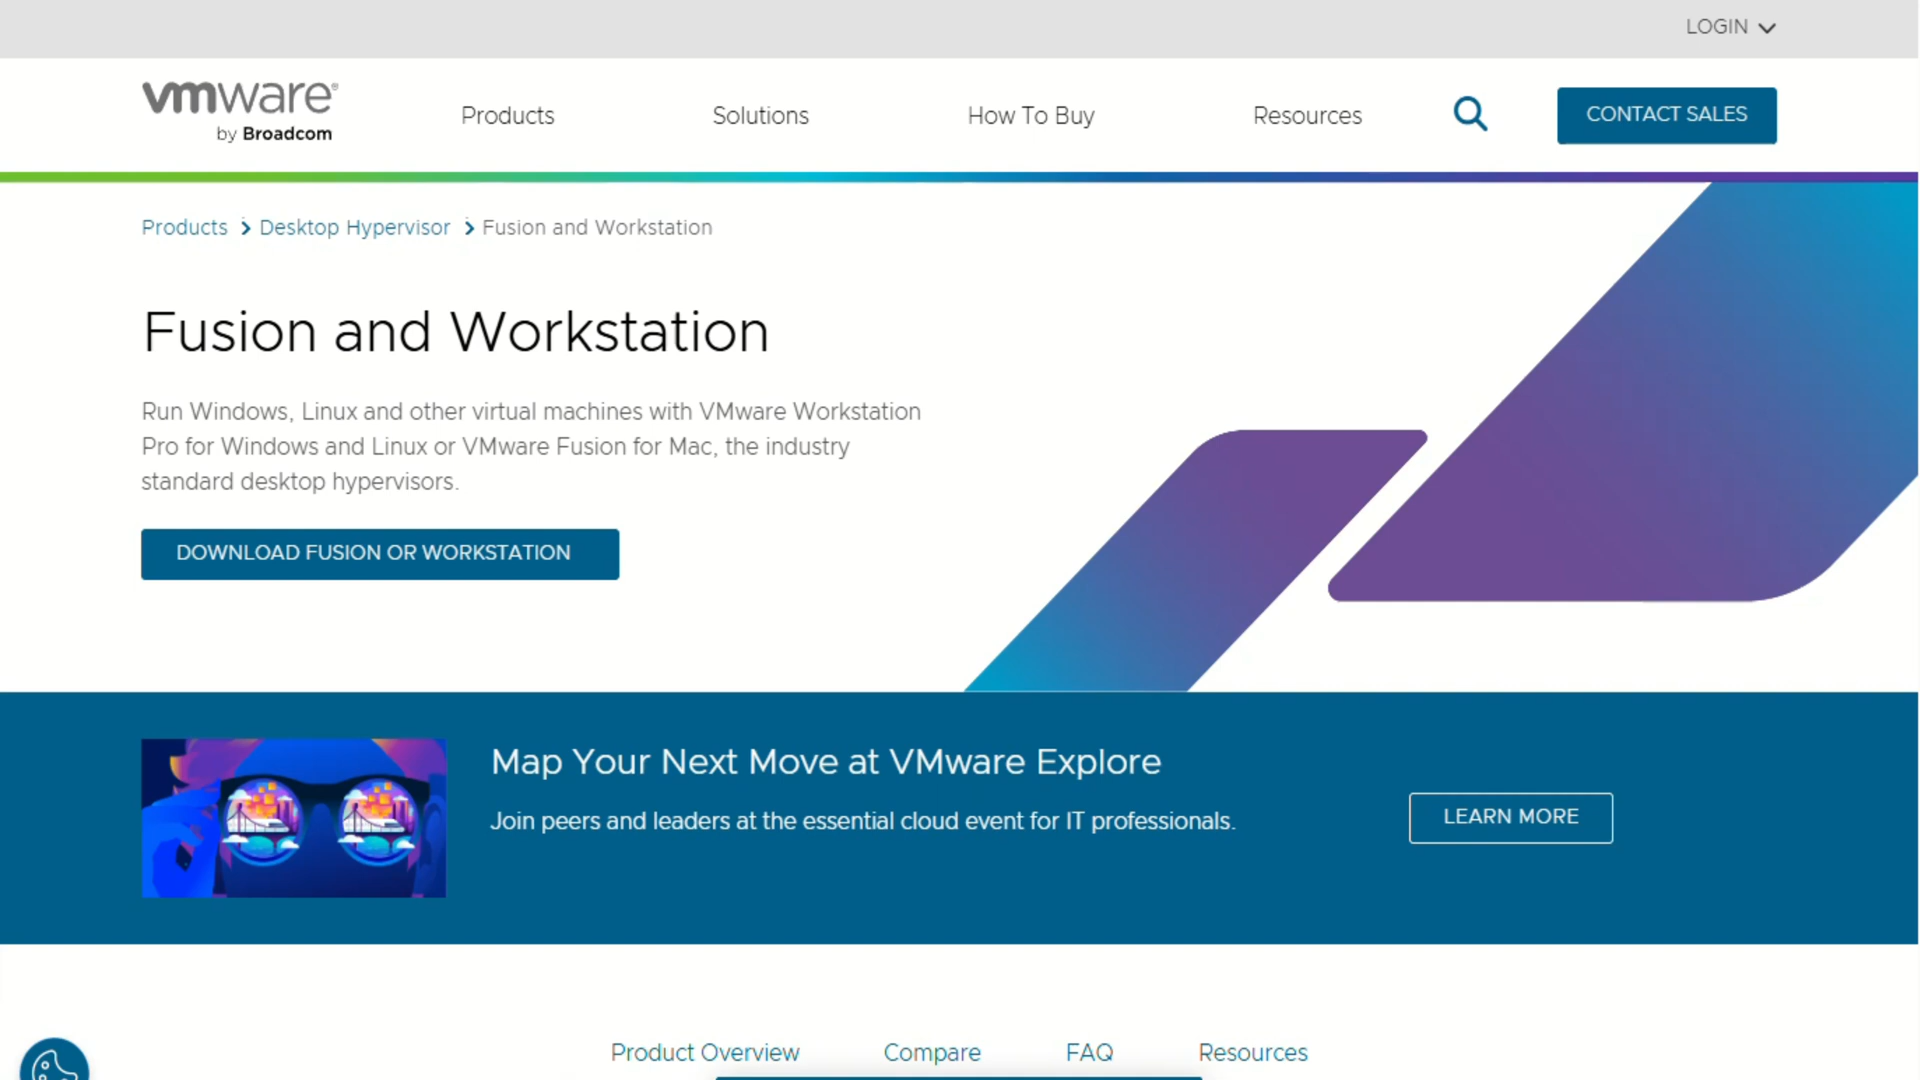 LOGIN
vmware®
by Broadcom
Products
Solutions
How To Buy
Resources
CONTACT SALES
Products > Desktop Hypervisor > Fusion and Workstation
Fusion and Workstation
Run Windows, Linux and other virtual machines with VMware Workstation
Pro for Windows and Linux or VMware Fusion for Mac, the industry
standard desktop hypervisors.
DOWNLOAD FUSION OR WORKSTATION
Map Your Next Move at VMware Explore
Join peers and leaders at the essential cloud event for IT professionals.
LEARN MORE
Product Overview
Compare
FAQ
Resources